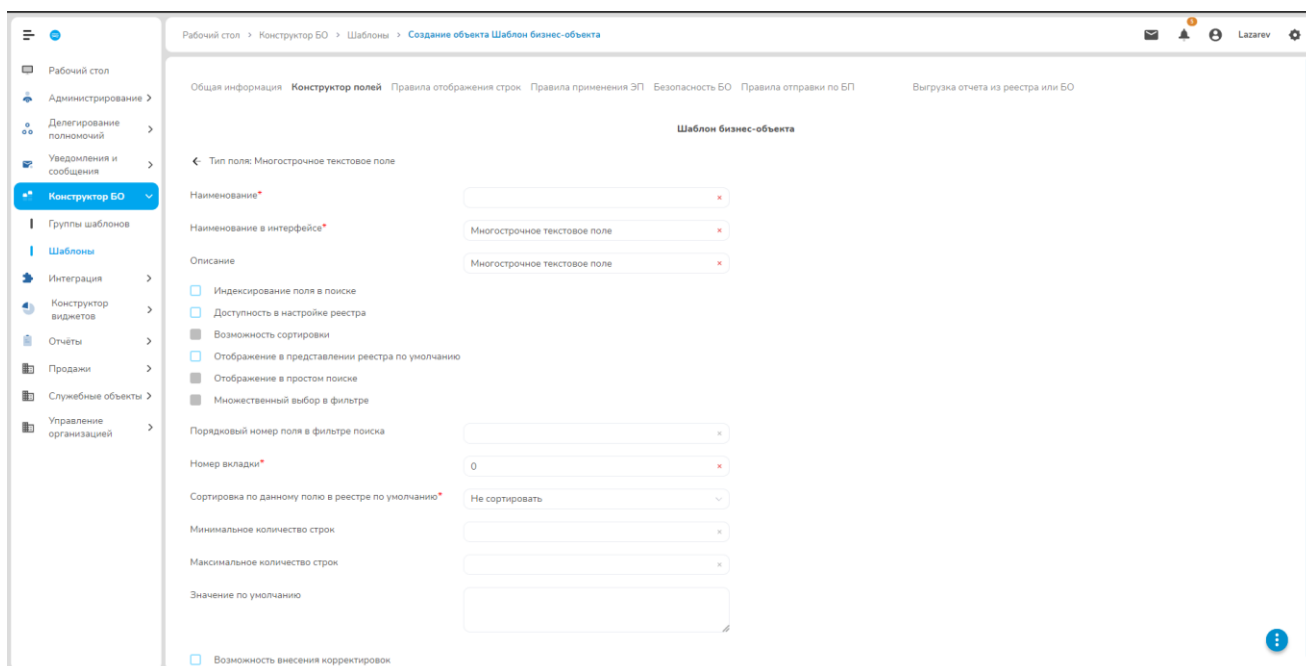 Рабочий стол > Конструктор БО > Шаблоны > Создание объекта Шаблон бизнес-объекта
5
Lazarev
Рабочий стол
Администрирование
Делегирование
полномочий
Уведомления и
сообщения
Конструктор БО
Группы шаблонов
Шаблоны
Интеграция
Конструктор
виджетов
Отчёты
Продажи
Служебные объекты
Управление
организацией
Общая информация Конструктор полей Правила отображения строк Правила применения ЭП Безопасность БО Правила отправки по БП Выгрузка отчета из реестра или БО
Шаблон бизнес-объекта
Тип поля: Многострочное текстовое поле
Наименование*
Наименование в интерфейсе* Многострочное текстовое поле
Описание Многострочное текстовое поле
Индексирование поля в поиске
Доступность в настройке реестра
Возможность сортировки
Отображение в представлении реестра по умолчанию
Отображение в простом поиске
Множественный выбор в фильтре
Порядковый номер поля в фильтре поиска
Номер вкладки* 0
Сортировка по данному полю в реестре по умолчанию* Не сортировать
Минимальное количество строк
Максимальное количество строк
Значение по умолчанию
Возможность внесения корректировок